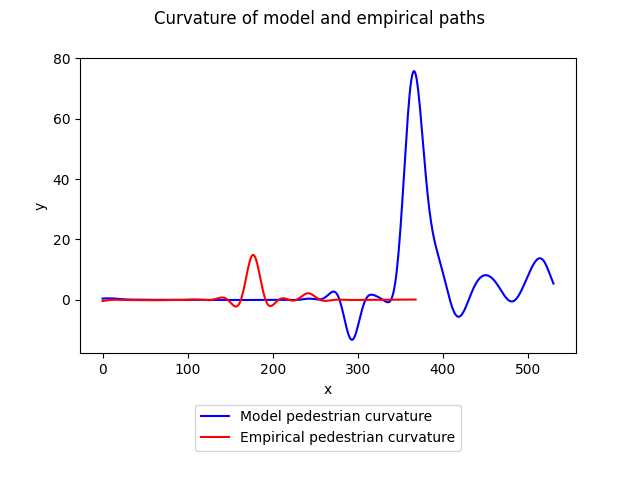 Curvature of model and empirical paths
80
60
40
20
0
y
0 100 200 300 400 500
x
Model pedestrian curvature
Empirical pedestrian curvature